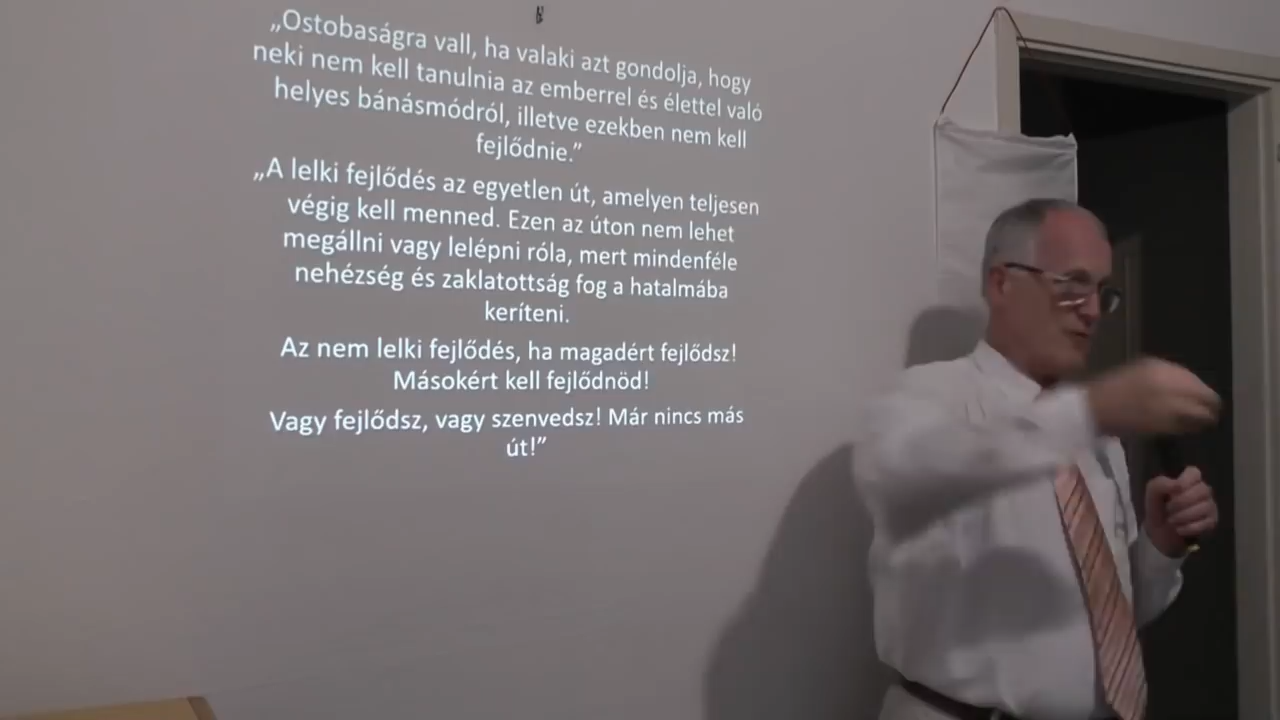 „Ostobaságra vall, ha valaki azt gondolja, hogy
neki nem kell tanulnia az emberrel és élettel való
helyes bánásmódról, illetve ezekben nem kell
fejlődnie.”
„A lelki fejlődés az egyetlen út, amelyen teljesen
végig kell menned. Ezen az úton nem lehet
megállni vagy lelépni róla, mert mindenféle
nehézség és zaklatottság fog a hatalmába
keríteni.
Az nem lelki fejlődés, ha magadért fejlődsz!
Másokért kell fejlődnöd!
Vagy fejlődsz, vagy szenvedsz! Már nincs más
út!”